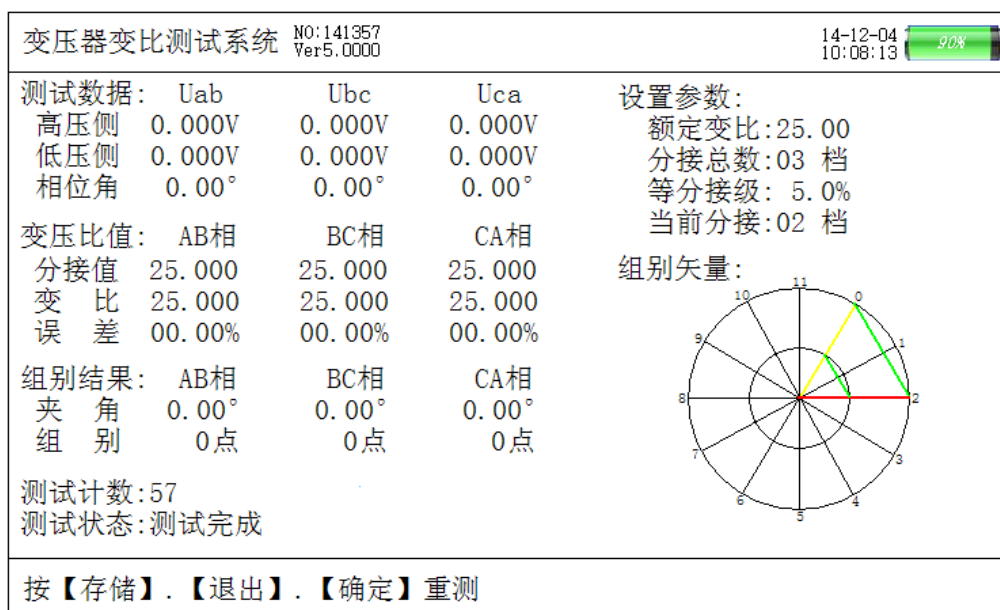 变压器变比测试系统 NO:141357
Ver5.0000
14-12-04
10:08:13
90%
测试数据: Uab Ubc Uca
高压侧 0.000V 0.000V 0.000V
低压侧 0.000V 0.000V 0.000V
相位角 0.00° 0.00° 0.00°
变压比值: AB相 BC相 CA相
分接值 25.000 25.000 25.000
变 比 25.000 25.000 25.000
误 差 00.00% 00.00% 00.00%
组别结果: AB相 BC相 CA相
夹 角 0.00° 0.00° 0.00°
组 别 0点 0点 0点
测试计数:57
测试状态:测试完成
设置参数:
额定变比:25.00
分接总数:03 档
等分接级: 5.0%
当前分接:02 档
组别矢量:
11
10 0
9 1
8 2
7 3
6 4
5
按【存储】.【退出】.【确定】重测